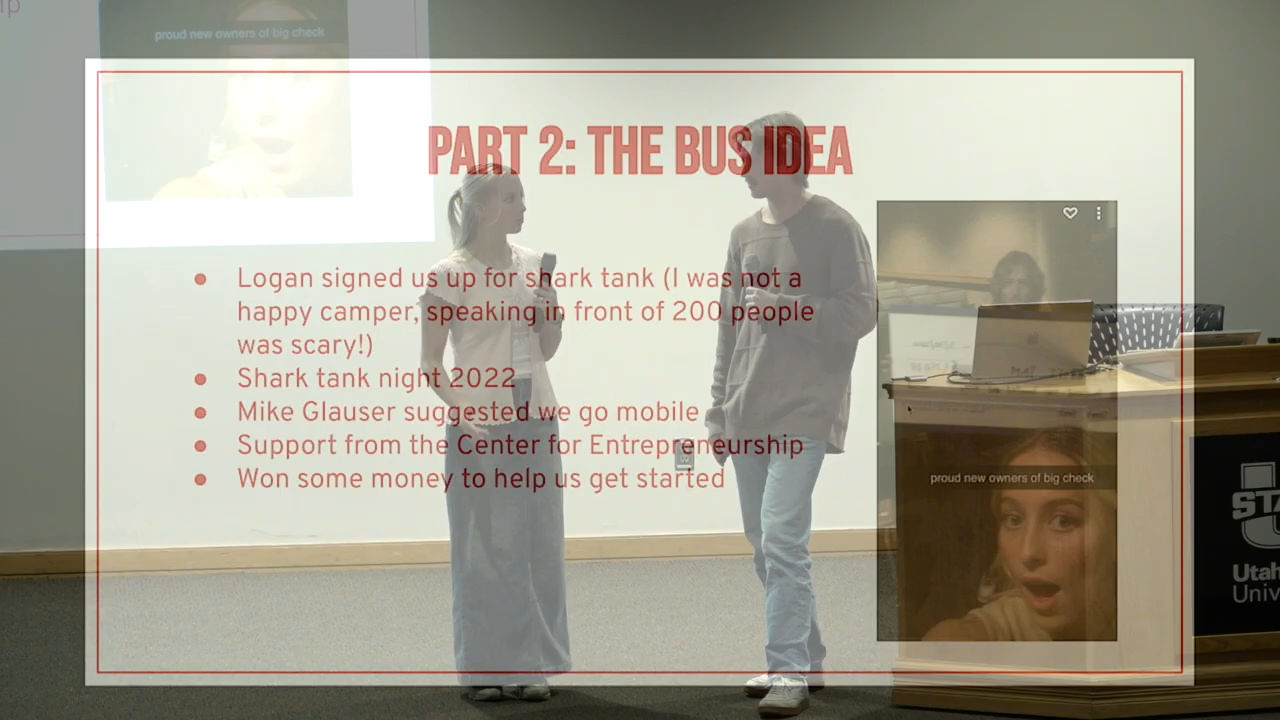 ip
proud new owners of big check
PART 2: THE BUS IDEA
● Logan signed us up for shark tank (I was not a
happy camper, speaking in front of 200 people
was scary!)
● Shark tank night 2022
● Mike Glauser suggested we go mobile
● Support from the Center for Entrepreneurship
● Won some money to help us get started
proud new owners of big check
STA
Utah
Univ